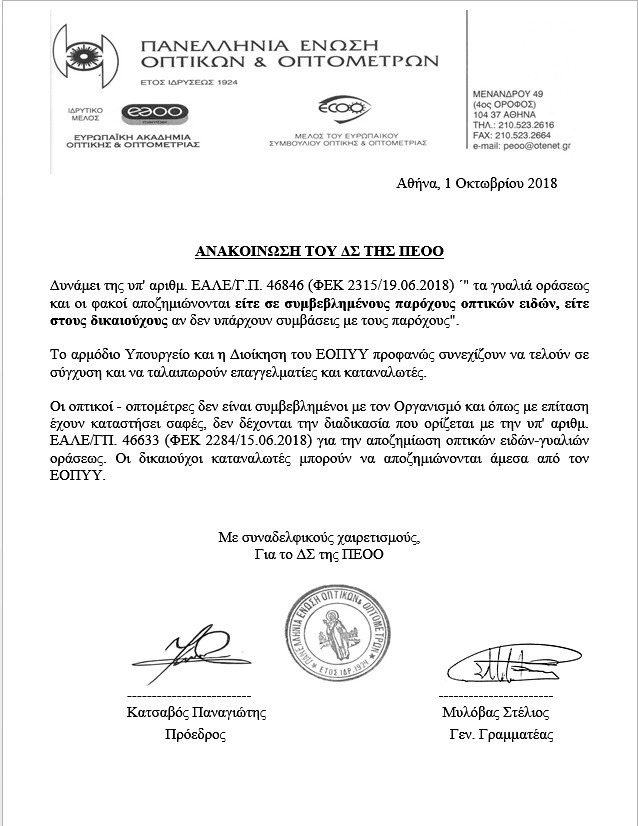 ΠΑΝΕΛΛΗΝΙΑ ΕΝΩΣΗ
ΟΠΤΙΚΩΝ & ΟΠΤΟΜΕΤΡΩΝ
ΕΤΟΣ ΙΔΡΥΣΕΩΣ 1924
ΙΔΡΥΤΙΚΟ
ΜΕΛΟΣ
eaoo
member
ΕΥΡΩΠΑΪΚΗ ΑΚΑΔΗΜΙΑ
ΟΠΤΙΚΗΣ & ΟΠΤΟΜΕΤΡΙΑΣ
ECOO
ΜΕΛΟΣ ΤΟΥ ΕΥΡΩΠΑΪΚΟΥ
ΣΥΜΒΟΥΛΙΟΥ ΟΠΤΙΚΗΣ & ΟΠΤΟΜΕΤΡΙΑΣ
ΜΕΝΑΝΔΡΟΥ 49
(4ος ΟΡΟΦΟΣ)
104 37 ΑΘΗΝΑ
ΤΗΛ.: 210.523.2616
FAX: 210.523.2664
e-mail: peoo@otenet.gr
Αθήνα, 1 Οκτωβρίου 2018
ΑΝΑΚΟΙΝΩΣΗ ΤΟΥ ΔΣ ΤΗΣ ΠΕΟΟ
Δυνάμει της υπ' αριθμ. ΕΑΛΕ/Γ.Π. 46846 (ΦΕΚ 2315/19.06.2018) ´" τα γυαλιά οράσεως
και οι φακοί αποζημιώνονται είτε σε συμβεβλημένους παρόχους οπτικών ειδών, είτε
στους δικαιούχους αν δεν υπάρχουν συμβάσεις με τους παρόχους".
Το αρμόδιο Υπουργείο και η Διοίκηση του ΕΟΠΥΥ προφανώς συνεχίζουν να τελούν σε
σύγχυση και να ταλαιπωρούν επαγγελματίες και καταναλωτές.
Οι οπτικοί - οπτομέτρες δεν είναι συμβεβλημένοι με τον Οργανισμό και όπως με επίταση
έχουν καταστήσει σαφές, δεν δέχονται την διαδικασία που ορίζεται με την υπ' αριθμ.
ΕΑΛΕ/ΓΠ. 46633 (ΦΕΚ 2284/15.06.2018) για την αποζημίωση οπτικών ειδών-γυαλιών
οράσεως. Οι δικαιούχοι καταναλωτές μπορούν να αποζημιώνονται άμεσα από τον
ΕΟΠΥΥ.
Με συναδελφικούς χαιρετισμούς,
Για το ΔΣ της ΠΕΟΟ
ΠΑΝΕΛΛΗΝΙΑ ΕΝΩΣΗ ΟΠΤΙΚΩΝ & ΟΠΤΟΜΕΤΡΩΝ
ΕΤΟΣ ΙΔΡ. 1924
Κατσαβός Παναγιώτης
Πρόεδρος
Μυλόβας Στέλιος
Γεν. Γραμματέας